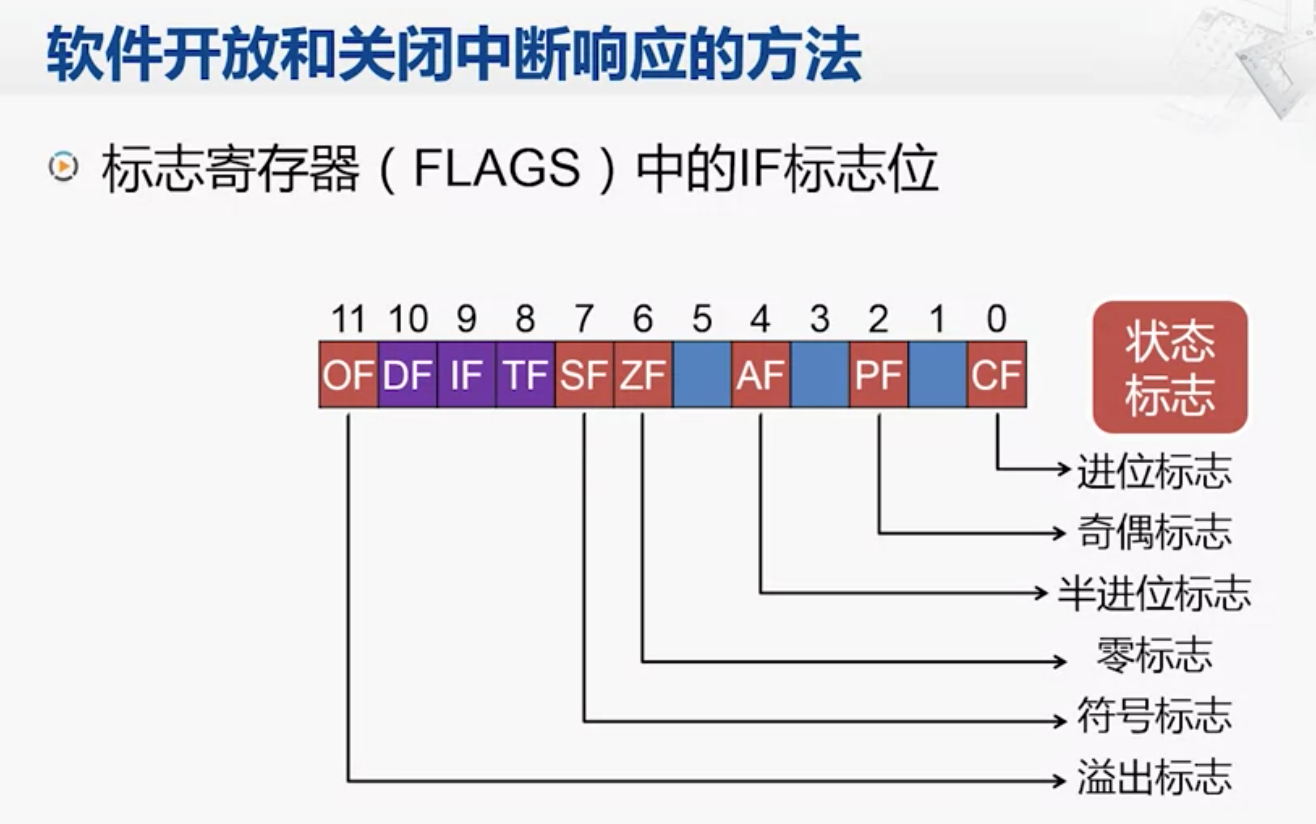 软件开放和关闭中断响应的方法
标志寄存器（FLAGS）中的IF标志位
11 10 9 8 7 6 5 4 3 2 1 0
OF DF IF TF SF ZF AF PF CF
状态
标志
进位标志
奇偶标志
半进位标志
零标志
符号标志
溢出标志